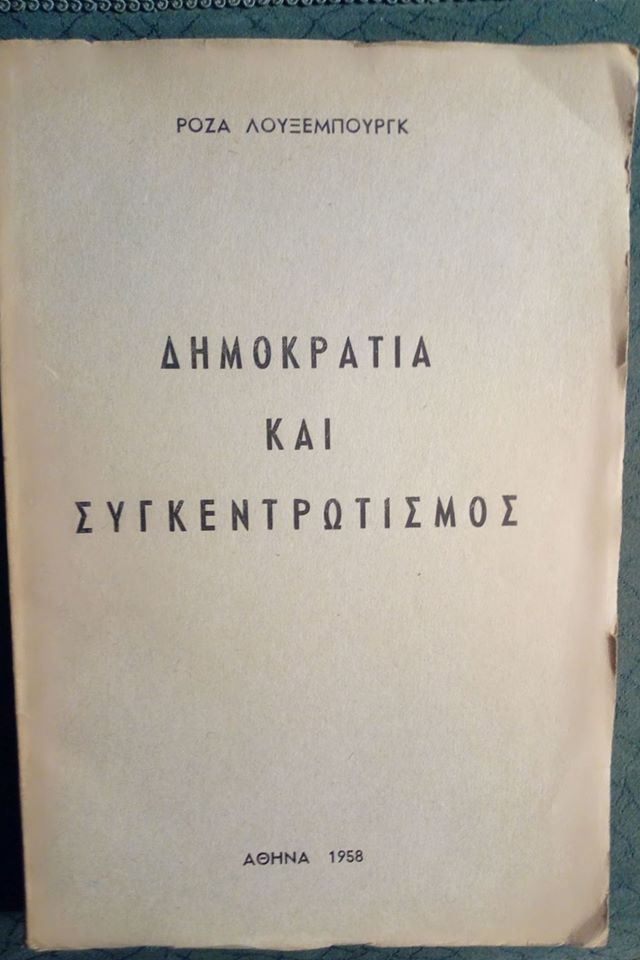 ΡΟΖΑ ΛΟΥΞΕΜΠΟΥΡΓΚ
ΔΗΜΟΚΡΑΤΙΑ
ΚΑΙ
ΣΥΓΚΕΝΤΡΩΤΙΣΜΟΣ
ΑΘΗΝΑ 1958